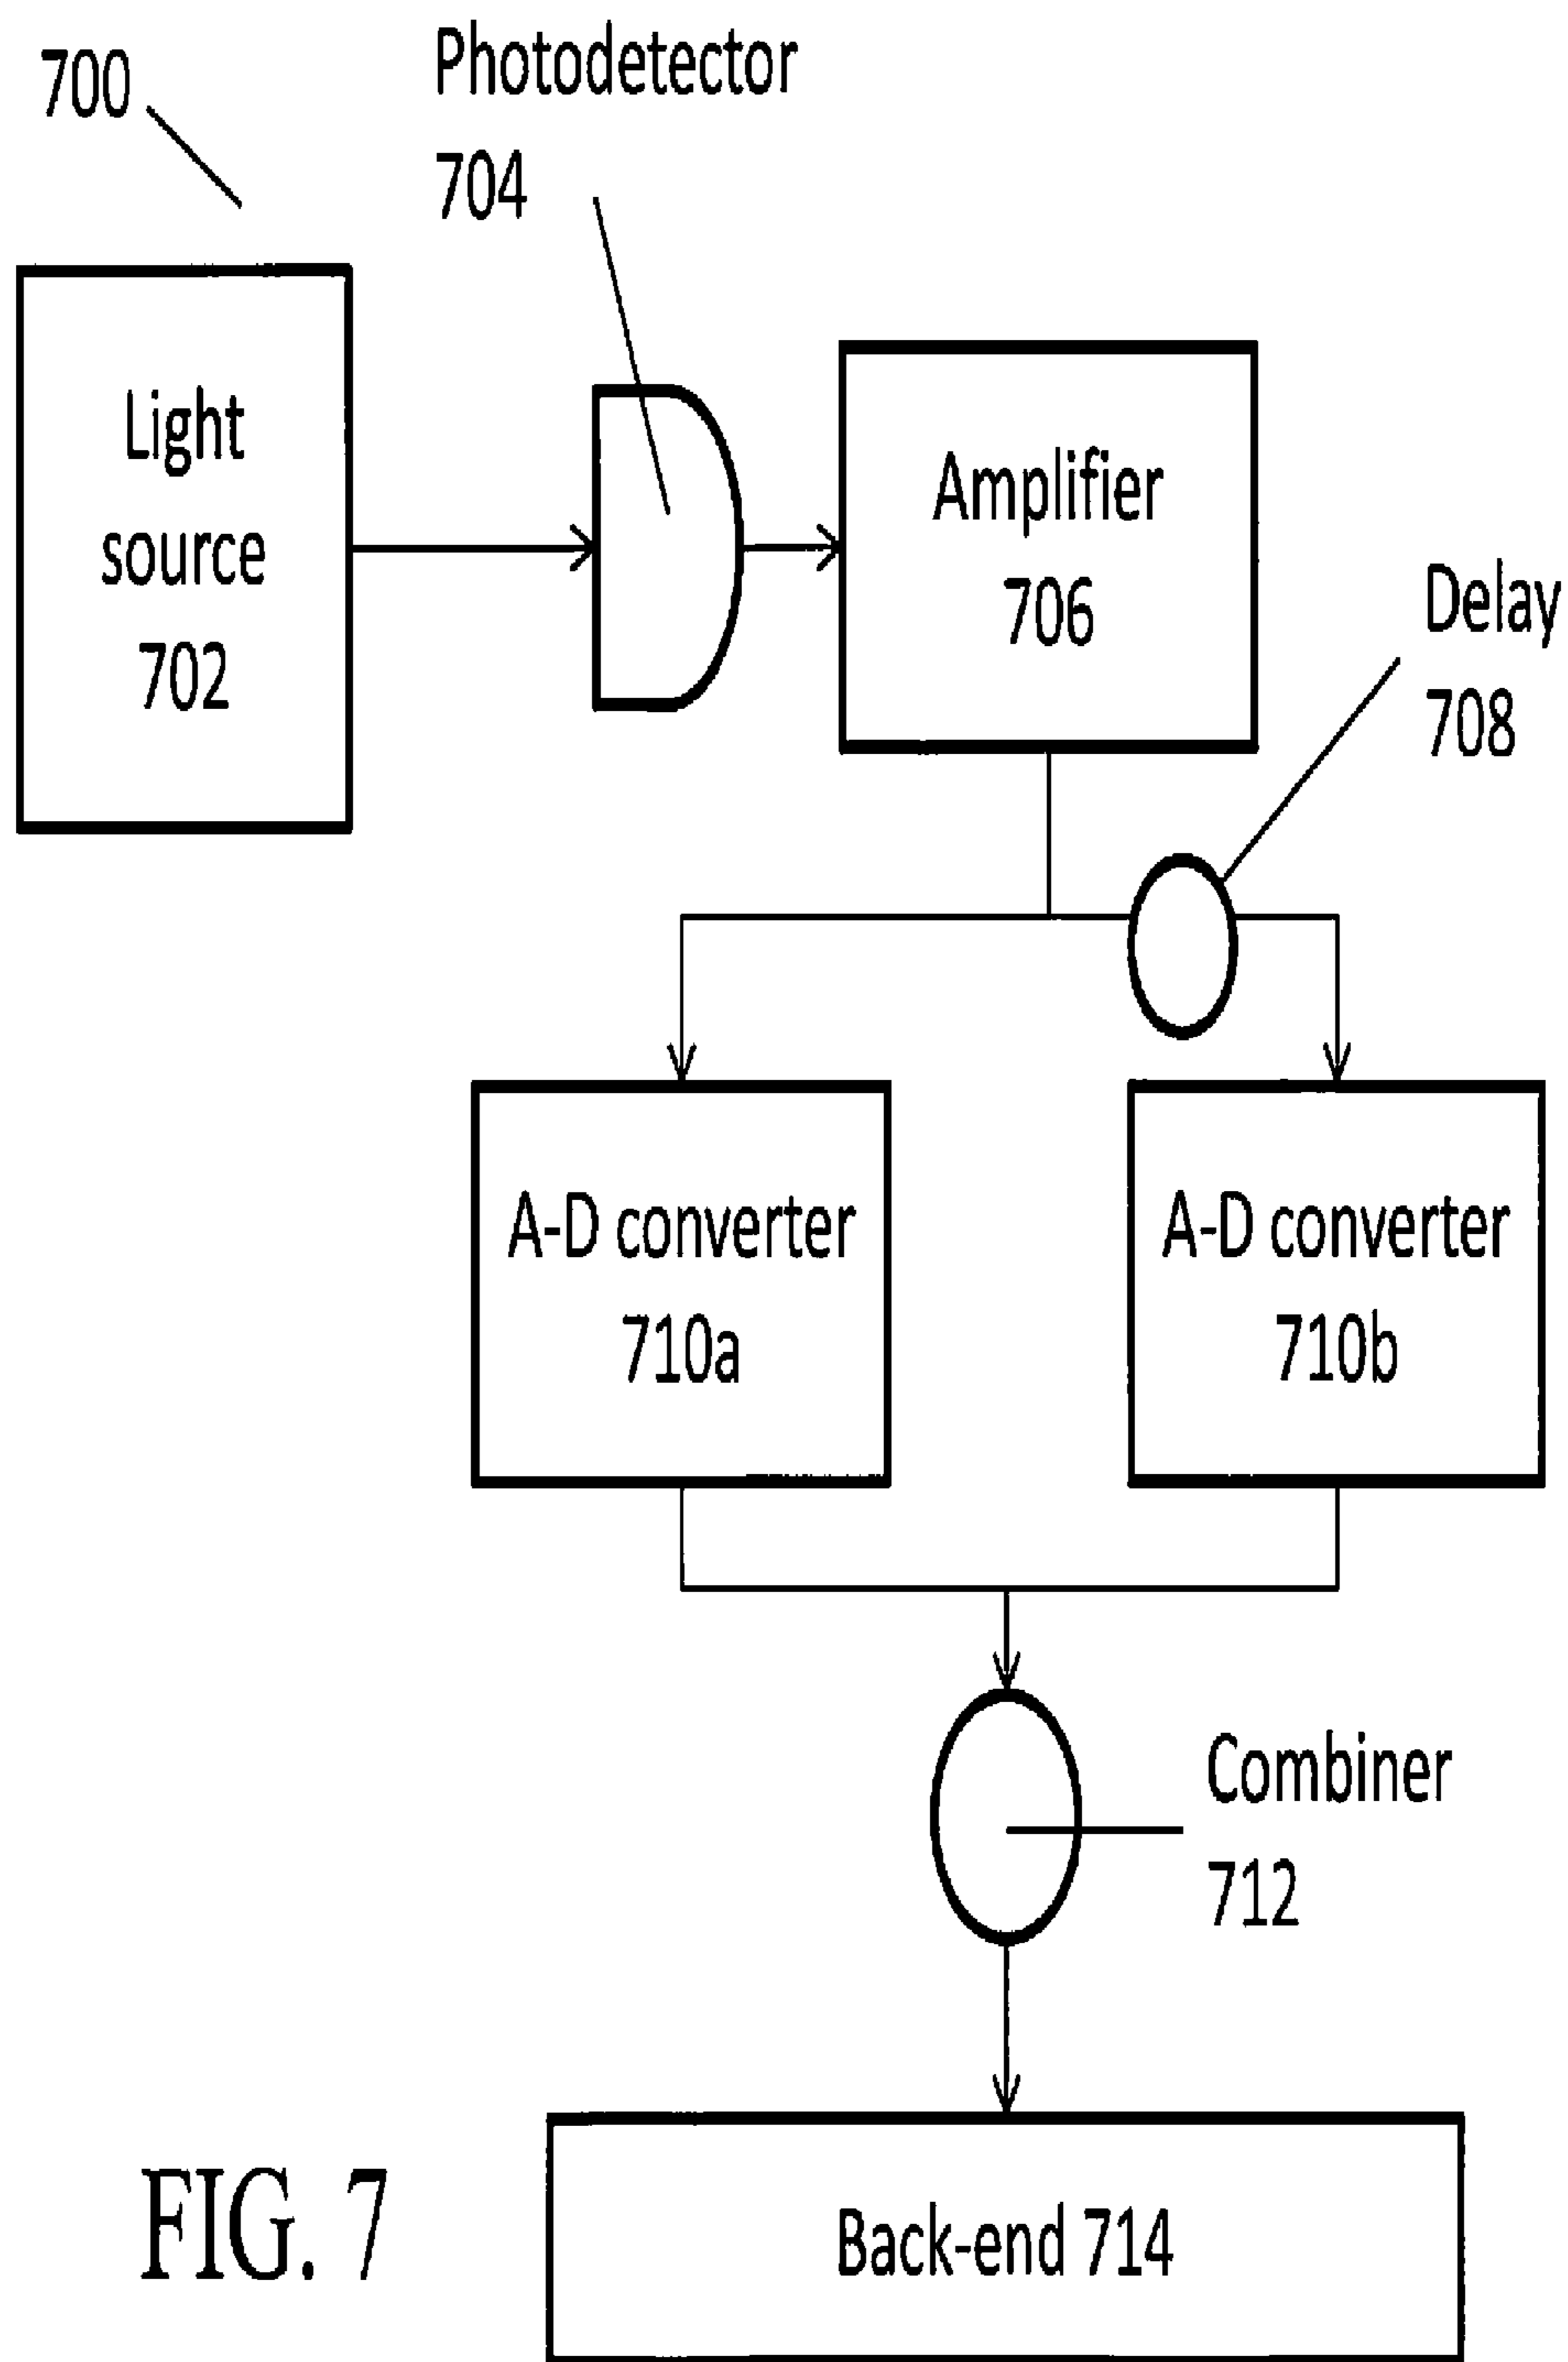 700
Photodetector
704
Light
source
702
Amplifier
706
Delay
708
A-D converter
710a
A-D converter
710b
Combiner
712
Back-end 714
FIG. 7